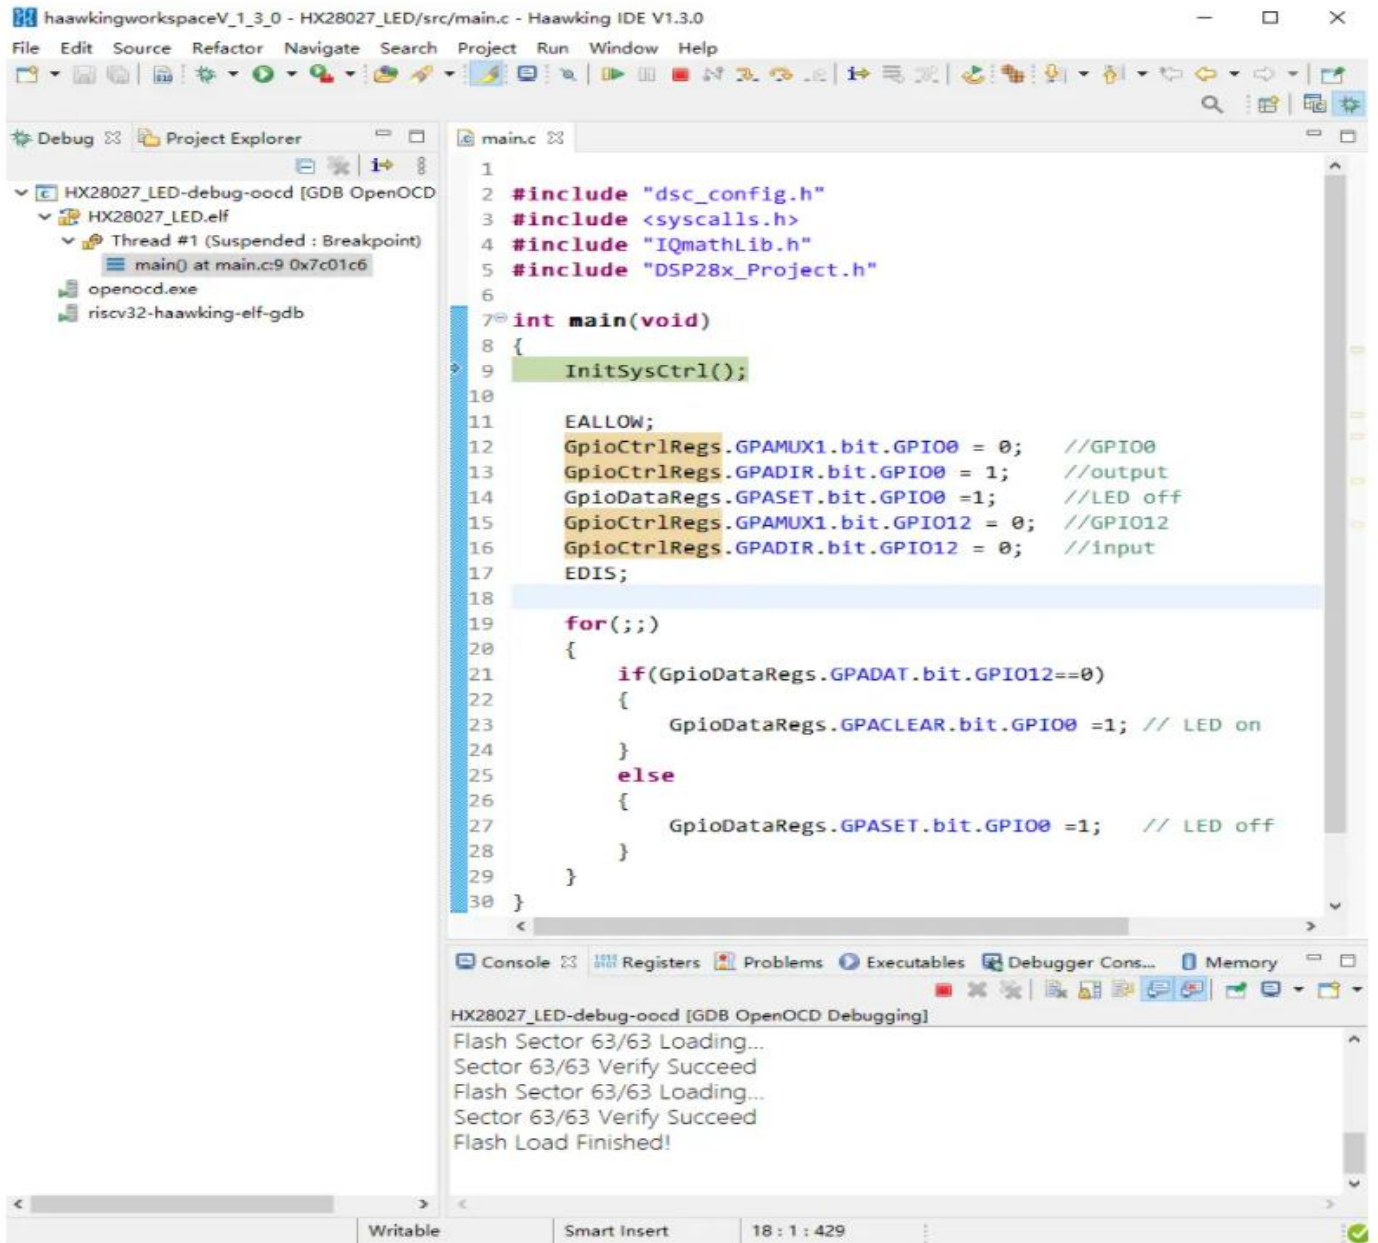 haawkingworkspaceV_1_3_0 - HX28027_LED/src/main.c - Haawking IDE V1.3.0
File Edit Source Refactor Navigate Search Project Run Window Help
Debug Project Explorer
HX28027_LED-debug-oocd [GDB OpenOCD
HX28027_LED.elf
Thread #1 (Suspended : Breakpoint)
main() at main.c:9 0x7c01c6
openocd.exe
riscv32-haawking-elf-gdb
main.c
1
2 #include "dsc_config.h"
3 #include <syscalls.h>
4 #include "IQmathLib.h"
5 #include "DSP28x_Project.h"
6
7 int main(void)
8 {
9 InitSysCtrl();
10
11 EALLOW;
12 GpioCtrlRegs.GPAMUX1.bit.GPIO0 = 0; //GPIO0
13 GpioCtrlRegs.GPADIR.bit.GPIO0 = 1; //output
14 GpioDataRegs.GPASET.bit.GPIO0 =1; //LED off
15 GpioCtrlRegs.GPAMUX1.bit.GPIO12 = 0; //GPIO12
16 GpioCtrlRegs.GPADIR.bit.GPIO12 = 0; //input
17 EDIS;
18
19 for(;;)
20 {
21 if(GpioDataRegs.GPADAT.bit.GPIO12==0)
22 {
23 GpioDataRegs.GPACLEAR.bit.GPIO0 =1; // LED on
24 }
25 else
26 {
27 GpioDataRegs.GPASET.bit.GPIO0 =1; // LED off
28 }
29 }
30 }
Console Registers Problems Executables Debugger Cons... Memory
HX28027_LED-debug-oocd [GDB OpenOCD Debugging]
Flash Sector 63/63 Loading...
Sector 63/63 Verify Succeed
Flash Sector 63/63 Loading...
Sector 63/63 Verify Succeed
Flash Load Finished!
Writable Smart Insert 18 : 1 : 429